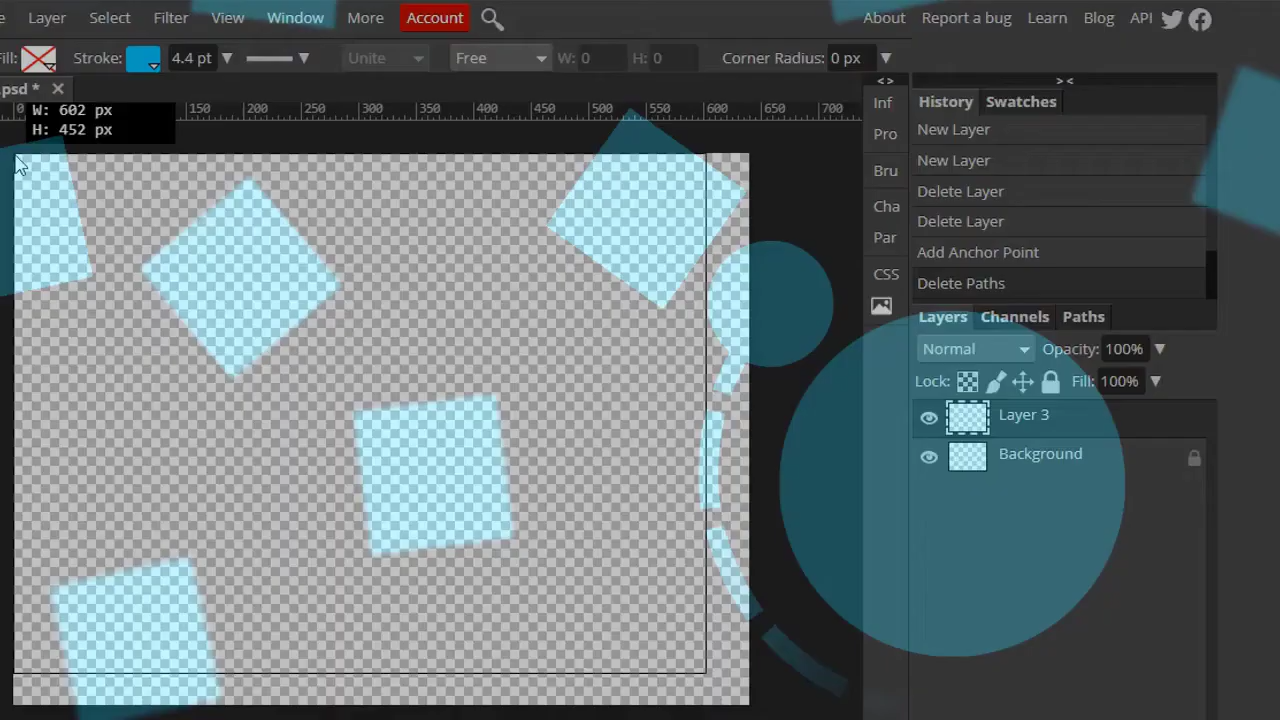 e Layer Select Filter View Window More Account About Report a bug Learn Blog API
Fill: Stroke: 4.4 pt Unite Free W: 0 H: 0 Corner Radius: 0 px
.psd *
< > > <
0 150 200 250 300 350 400 450 500 550 600 650 700
W: 602 px
H: 452 px
Inf
Pro
Bru
Cha
Par
CSS
History Swatches
New Layer
New Layer
Delete Layer
Delete Layer
Add Anchor Point
Delete Paths
Layers Channels Paths
Normal Opacity: 100%
Lock: Fill: 100%
Layer 3
Background